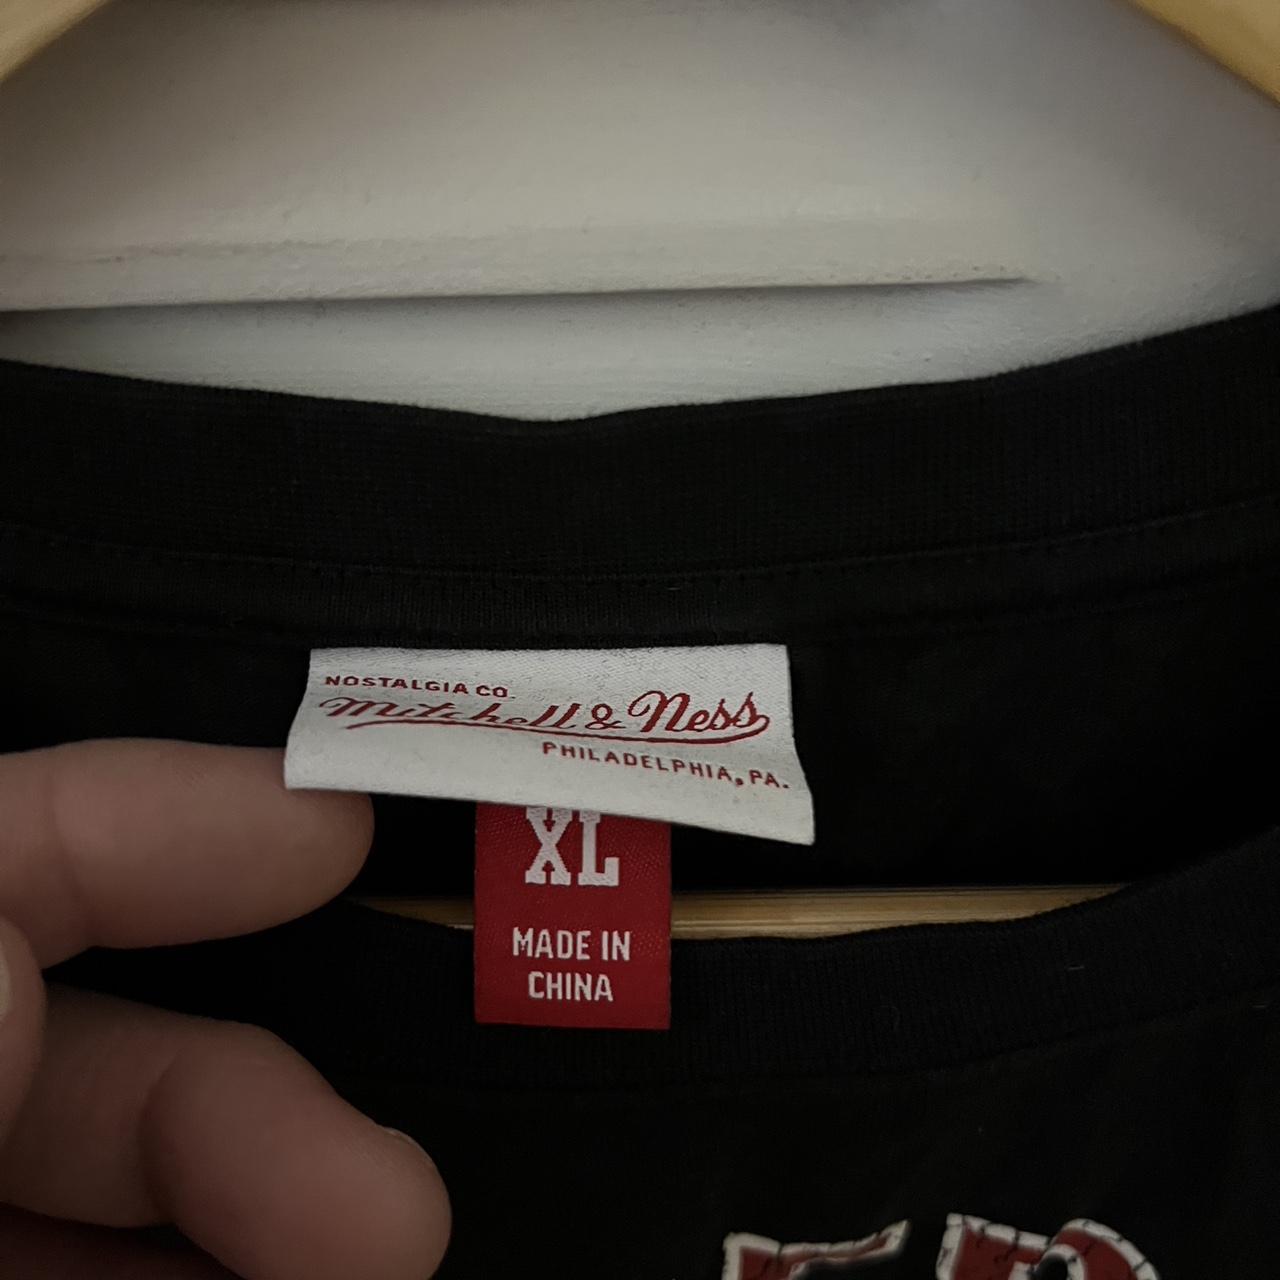 NOSTALGIA CO.
Mitchell & Ness
PHILADELPHIA, PA.
XL
MADE IN
CHINA